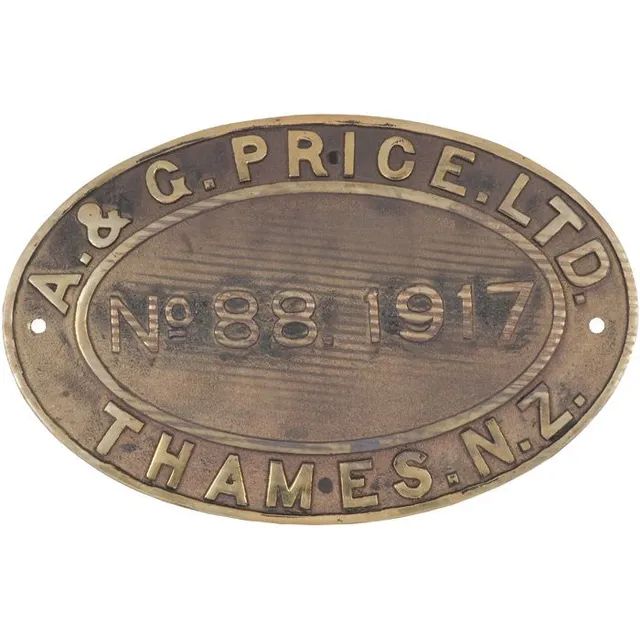 A. & G. PRICE. LTD.
No 88. 1917
THAMES. N.Z.